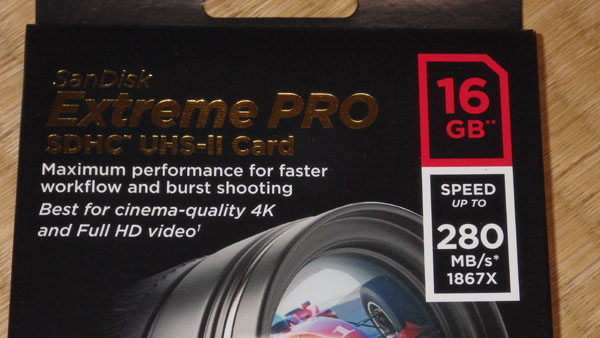 SanDisk
Extreme PRO
SDHC™ UHS-II Card
Maximum performance for faster
workflow and burst shooting
Best for cinema-quality 4K
and Full HD video¹
16
GB**
SPEED
UP TO
280
MB/s*
1867X